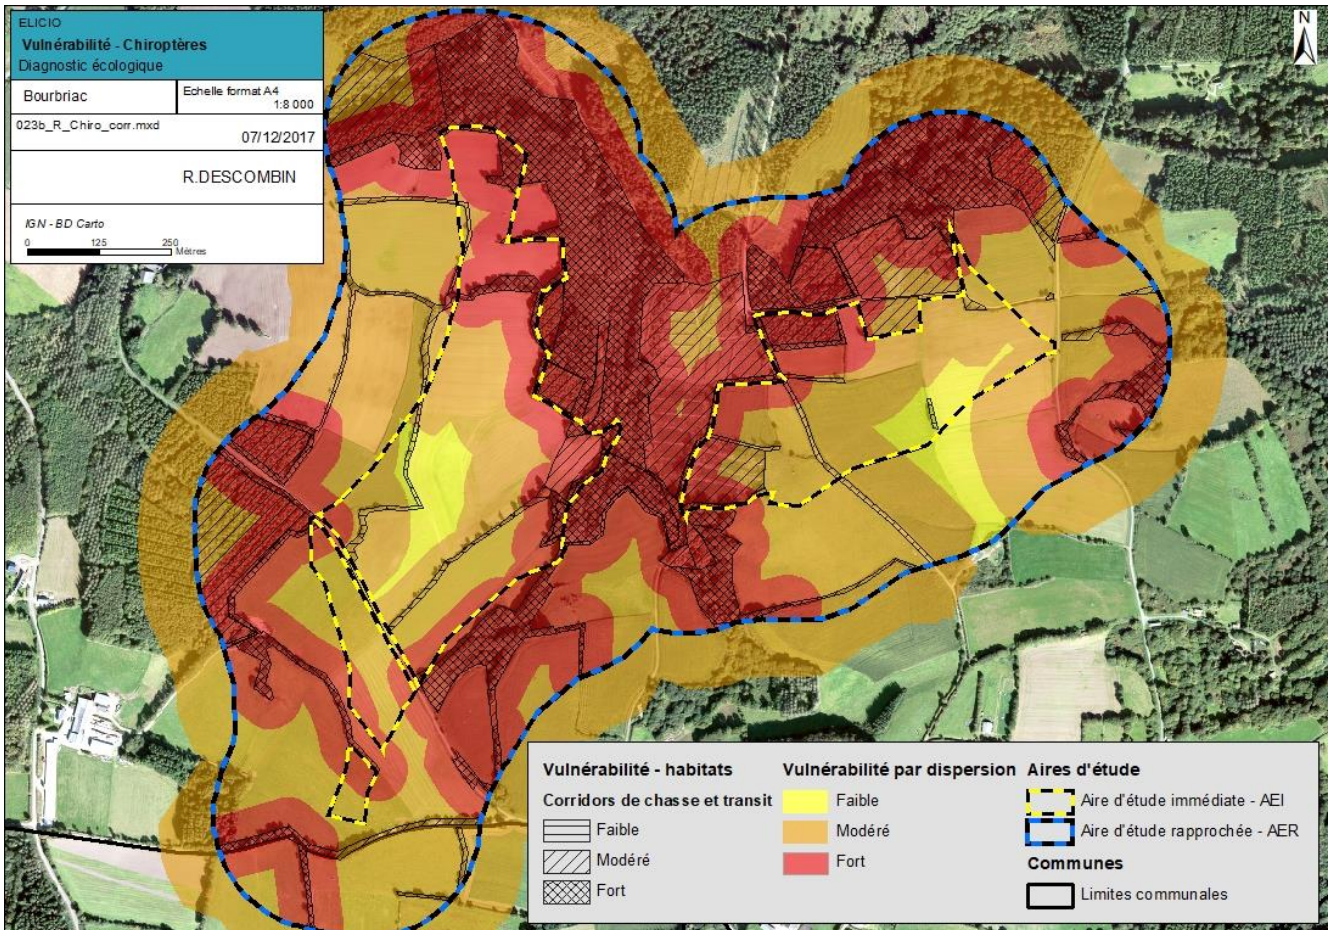 ELICIO
Vulnérabilité - Chiroptères
Diagnostic écologique
Bourbriac
Echelle format A4
1:8 000
023b_R_Chiro_corr.mxd
07/12/2017
R.DESCOMBIN
IGN - BD Carto
0 125 250
Mètres
N
Vulnérabilité - habitats
Corridors de chasse et transit
Faible
Modéré
Fort
Vulnérabilité par dispersion
Faible
Modéré
Fort
Aires d'étude
Aire d'étude immédiate - AEI
Aire d'étude rapprochée - AER
Communes
Limites communales